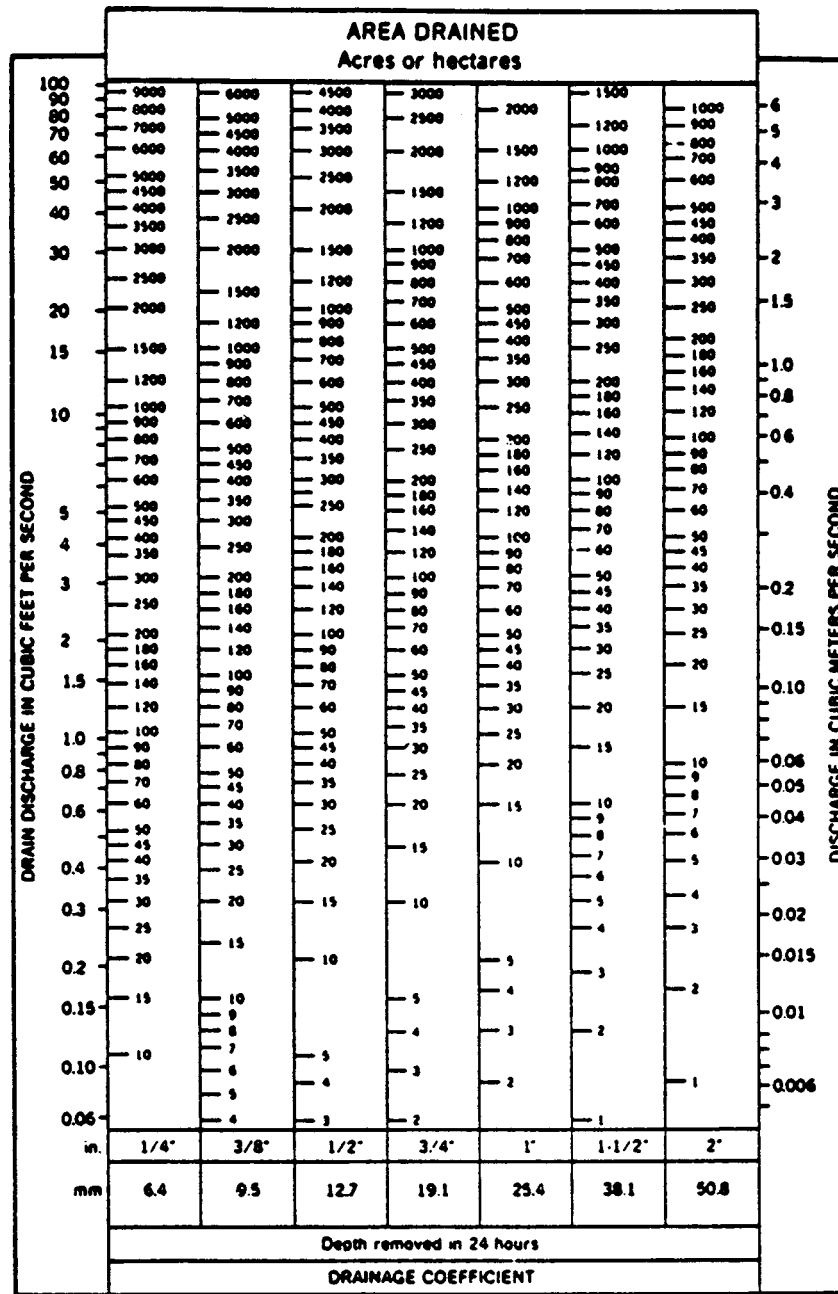 AREA DRAINED
Acres or hectares
DRAIN DISCHARGE IN CUBIC FEET PER SECOND
100 90 80 70 60 50 40 30 20 15 10 5 4 3 2 1.5 1.0 0.8 0.6 0.4 0.3 0.2 0.15 0.10 0.06
9000 8000 7000 6000 5000 4500 4000 3500 3000 2500 2000 1500 1200 1000 900 800 700 600 500 450 400 350 300 250 200 180 160 140 120 100 90 80 70 60 50 45 40 35 30 25 20 15 10
6000 5000 4500 4000 3500 3000 2500 2000 1500 1200 1000 900 800 700 600 500 450 400 350 300 250 200 180 160 140 120 100 90 80 70 60 50 45 40 35 30 25 20 15 10 9 8 7 6 5 4
4500 4000 3500 3000 2500 2000 1500 1200 1000 900 800 700 600 500 450 400 350 300 250 200 180 160 140 120 100 90 80 70 60 50 45 40 35 30 25 20 15 10 5 4 3
3000 2500 2000 1500 1200 1000 900 800 700 600 500 450 400 350 300 250 200 180 160 140 120 100 90 80 70 60 50 45 40 35 30 25 20 15 10 5 4 3 2
2000 1500 1200 1000 900 800 700 600 500 450 400 350 300 250 200 180 160 140 120 100 90 80 70 60 50 45 40 35 30 25 20 15 10 5 4 3 2
1500 1200 1000 900 800 700 600 500 450 400 350 300 250 200 180 160 140 120 100 90 80 70 60 50 45 40 35 30 25 20 15 10 9 8 7 6 5 4 3 2 1
1000 900 800 700 600 500 450 400 350 300 250 200 180 160 140 120 100 90 80 70 60 50 45 40 35 30 25 20 15 10 9 8 7 6 5 4 3 2 1
6 5 4 3 2 1.5 1.0 0.8 0.6 0.4 0.2 0.15 0.10 0.06 0.05 0.04 0.03 0.02 0.015 0.01 0.006
DISCHARGE IN CUBIC METERS PER SECOND
in. 1/4" 3/8" 1/2" 3/4" 1" 1-1/2" 2"
mm 6.4 9.5 12.7 19.1 25.4 38.1 50.8
Depth removed in 24 hours
DRAINAGE COEFFICIENT